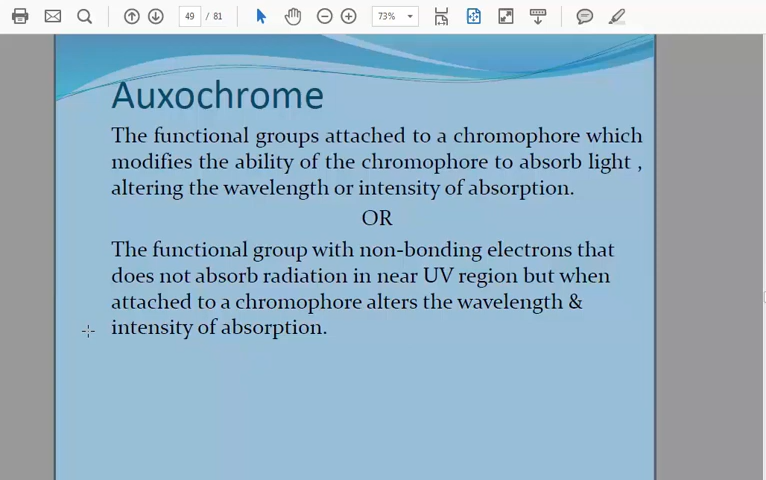 49 / 81 73%
Auxochrome
The functional groups attached to a chromophore which
modifies the ability of the chromophore to absorb light ,
altering the wavelength or intensity of absorption.
OR
The functional group with non-bonding electrons that
does not absorb radiation in near UV region but when
attached to a chromophore alters the wavelength &
intensity of absorption.